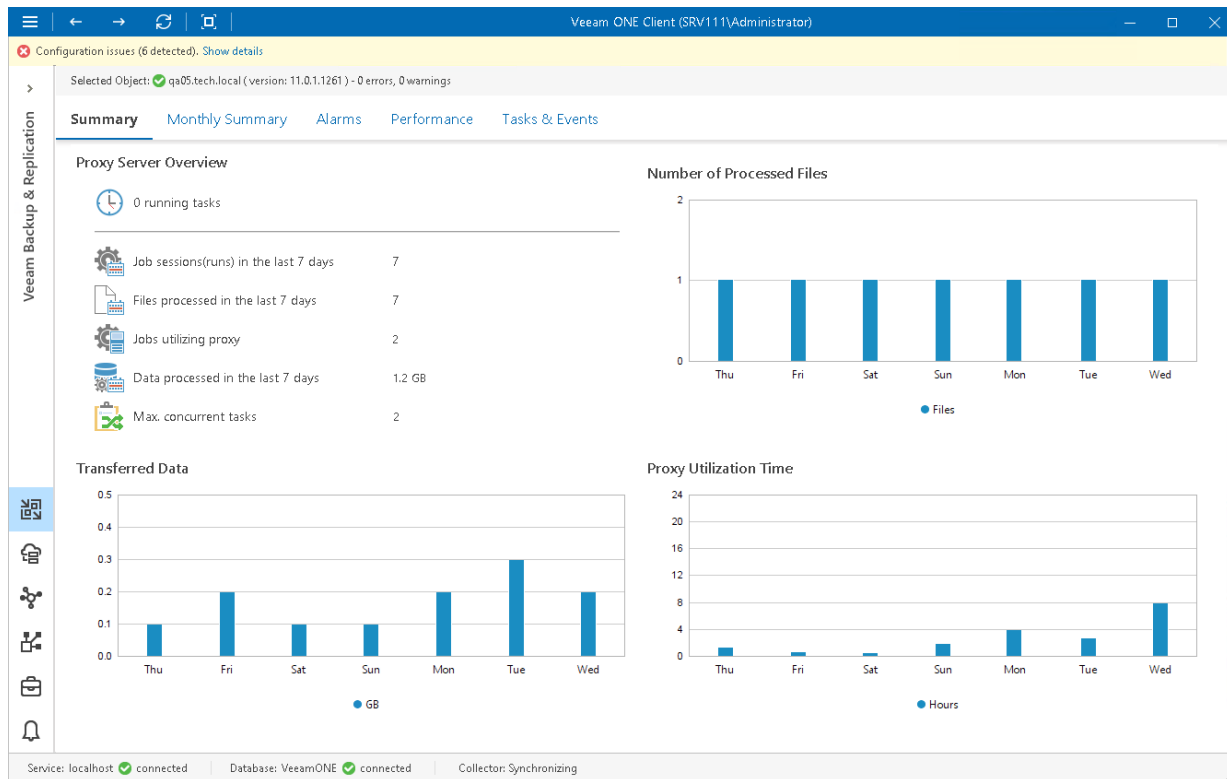 Veeam ONE Client (SRV111\Administrator)
Configuration issues (6 detected). Show details
Selected Object: qa05.tech.local ( version: 11.0.1.1261 ) - 0 errors, 0 warnings
Veeam Backup & Replication
Summary Monthly Summary Alarms Performance Tasks & Events
Proxy Server Overview
0 running tasks
Job sessions(runs) in the last 7 days 7
Files processed in the last 7 days 7
Jobs utilizing proxy 2
Data processed in the last 7 days 1.2 GB
Max. concurrent tasks 2
Number of Processed Files
2
1
0
Thu Fri Sat Sun Mon Tue Wed
Files
Transferred Data
0.5
0.4
0.3
0.2
0.1
0.0
Thu Fri Sat Sun Mon Tue Wed
GB
Proxy Utilization Time
24
20
16
12
8
4
0
Thu Fri Sat Sun Mon Tue Wed
Hours
Service: localhost connected Database: VeeamONE connected Collector: Synchronizing